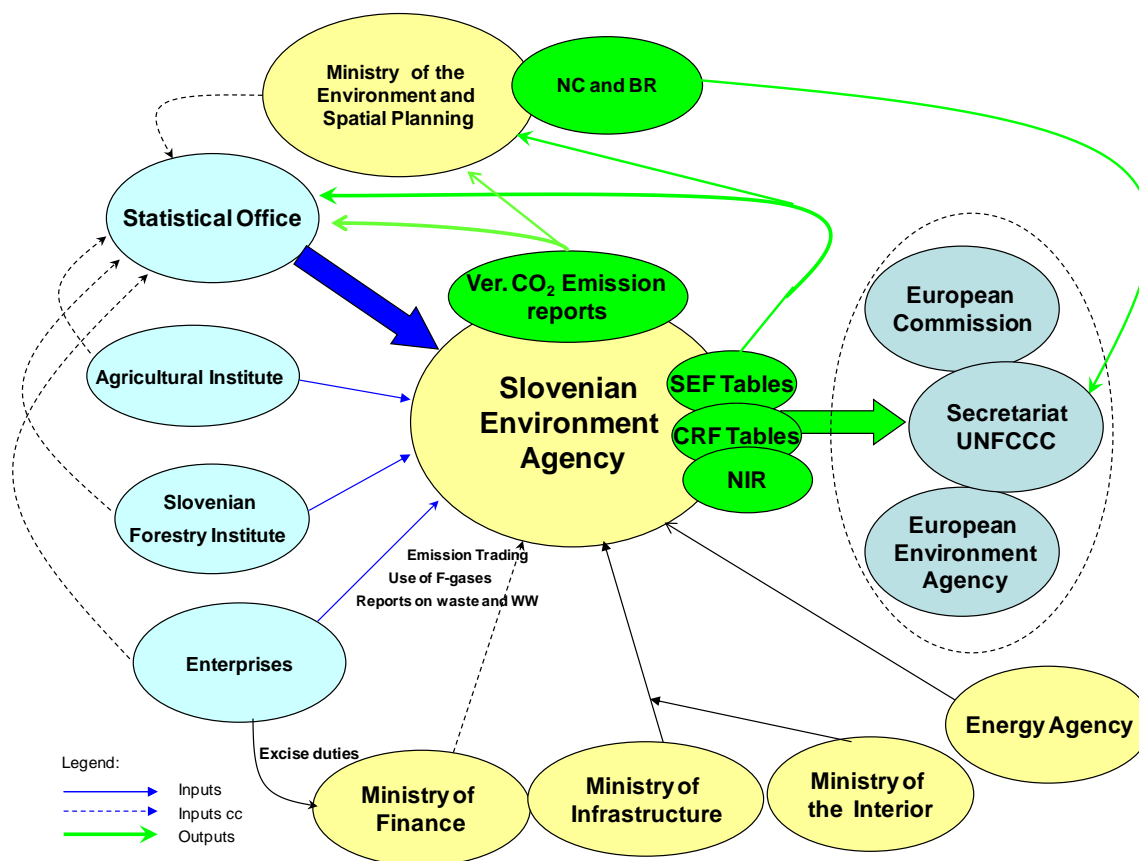 Ministry of the
Environment and
Spatial Planning
NC and BR
Statistical Office
Ver. CO₂ Emission
reports
European
Commission
Agricultural Institute
Slovenian
Environment
Agency
SEF Tables
CRF Tables
NIR
Secretariat
UNFCCC
Slovenian
Forestry Institute
European
Environment
Agency
Emission Trading
Use of F-gases
Reports on waste and WW
Enterprises
Energy Agency
Excise duties
Ministry of
Finance
Ministry of
Infrastructure
Ministry of
the Interior
Legend:
Inputs
Inputs cc
Outputs